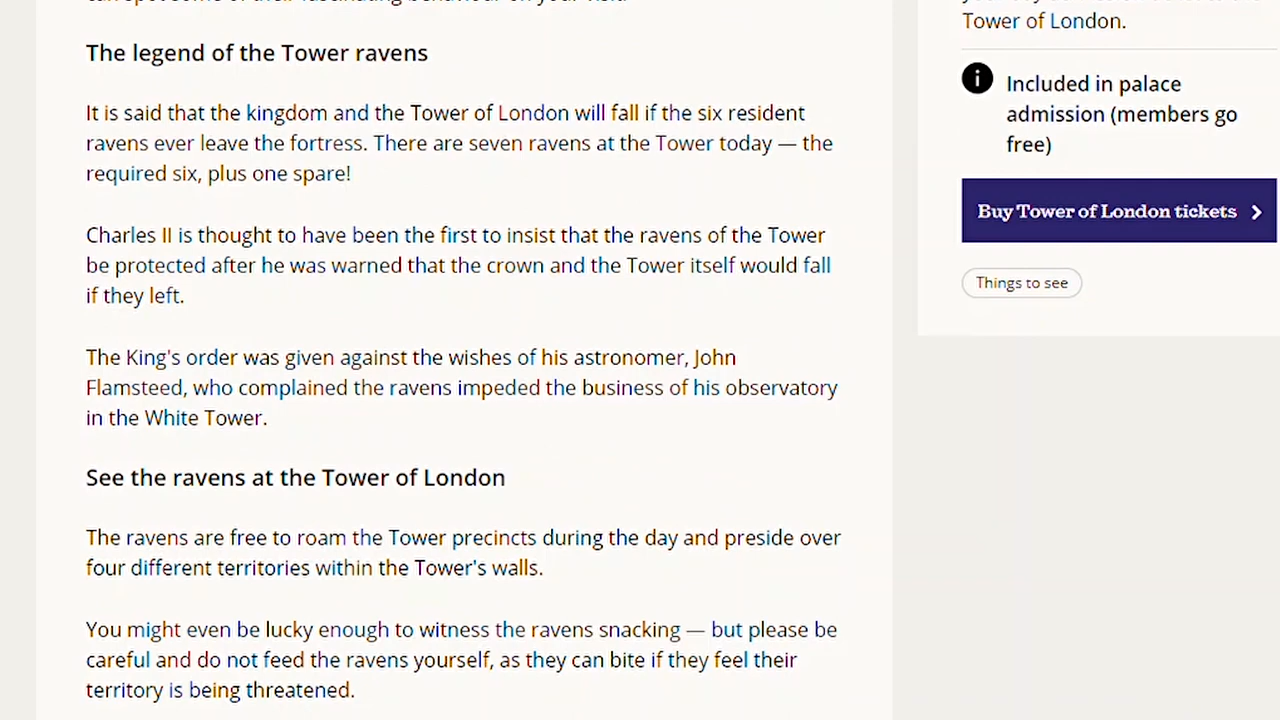 The legend of the Tower ravens
It is said that the kingdom and the Tower of London will fall if the six resident
ravens ever leave the fortress. There are seven ravens at the Tower today — the
required six, plus one spare!
Charles II is thought to have been the first to insist that the ravens of the Tower
be protected after he was warned that the crown and the Tower itself would fall
if they left.
The King's order was given against the wishes of his astronomer, John
Flamsteed, who complained the ravens impeded the business of his observatory
in the White Tower.
See the ravens at the Tower of London
The ravens are free to roam the Tower precincts during the day and preside over
four different territories within the Tower's walls.
You might even be lucky enough to witness the ravens snacking — but please be
careful and do not feed the ravens yourself, as they can bite if they feel their
territory is being threatened.
Tower of London.
Included in palace
admission (members go
free)
Buy Tower of London tickets
Things to see